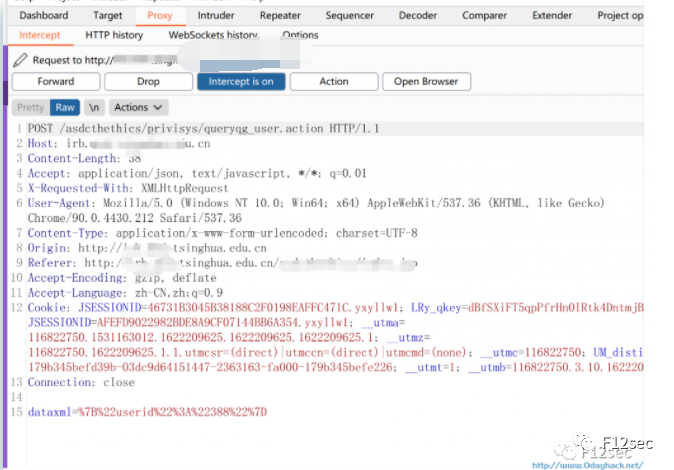 Dashboard Target Proxy Intruder Repeater Sequencer Decoder Comparer Extender Project op
Intercept HTTP history WebSockets history Options
Request to http://
Forward Drop Intercept is on Action Open Browser
Pretty Raw \n Actions
1 POST /asdcthethics/privisys/queryqg_user.action HTTP/1.1
2 Host: irb. u.cn
3 Content-Length: 38
4 Accept: application/json, text/javascript, */*; q=0.01
5 X-Requested-With: XMLHttpRequest
6 User-Agent: Mozilla/5.0 (Windows NT 10.0; Win64; x64) AppleWebKit/537.36 (KHTML, like Gecko)
Chrome/90.0.4430.212 Safari/537.36
7 Content-Type: application/x-www-form-urlencoded; charset=UTF-8
8 Origin: http:// tsinghua.edu.cn
9 Referer: http: tsinghua.edu.cn/
10 Accept-Encoding: gzip, deflate
11 Accept-Language: zh-CN,zh;q=0.9
12 Cookie: JSESSIONID=46731B3045B38188C2F0198EAFFC471C.yxyllw1; LRy_qkey=dBfSXiFT5qpPfrHn0IRtk4DntmjB
JSESSIONID=AFEFD9022982BDE8A9CF07144BB6A354.yxyllw1; __utma=
116822750.1531163012.1622209625.1622209625.1622209625.1; __utmz=
116822750.1622209625.1.1.utmcsr=(direct)|utmccn=(direct)|utmcmd=(none); __utmc=116822750; UM_disti
179b345befd39b-03dc9d64151447-2363163-fa000-179b345befe226; __utmt=1; __utmb=116822750.3.10.162220
13 Connection: close
14
15 dataxml=%7B%22userid%22%3A%22388%22%7D
F12sec
F12sec
http://www.0daghack.net/